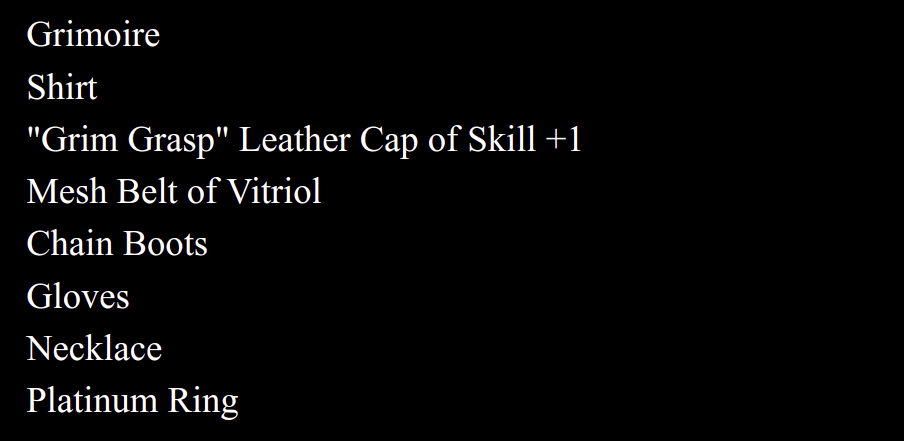 Grimoire
Shirt
"Grim Grasp" Leather Cap of Skill +1
Mesh Belt of Vitriol
Chain Boots
Gloves
Necklace
Platinum Ring